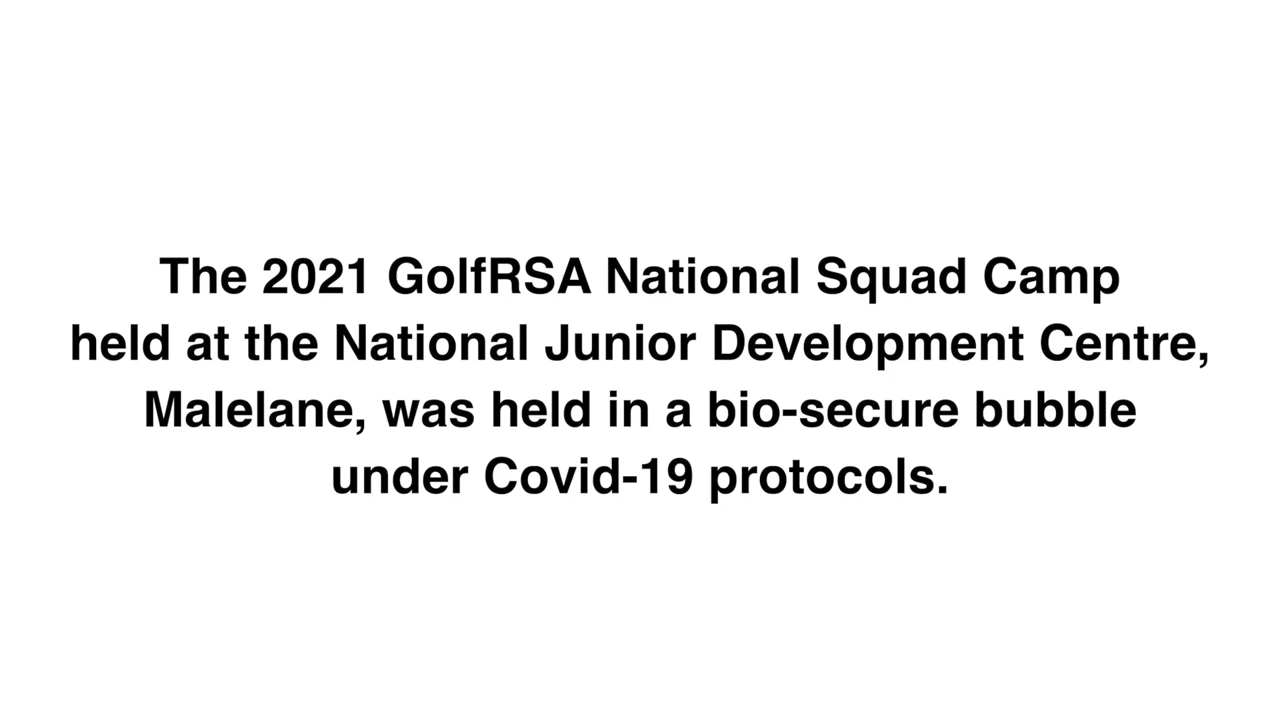 The 2021 GolfRSA National Squad Camp
held at the National Junior Development Centre,
Malelane, was held in a bio-secure bubble
under Covid-19 protocols.